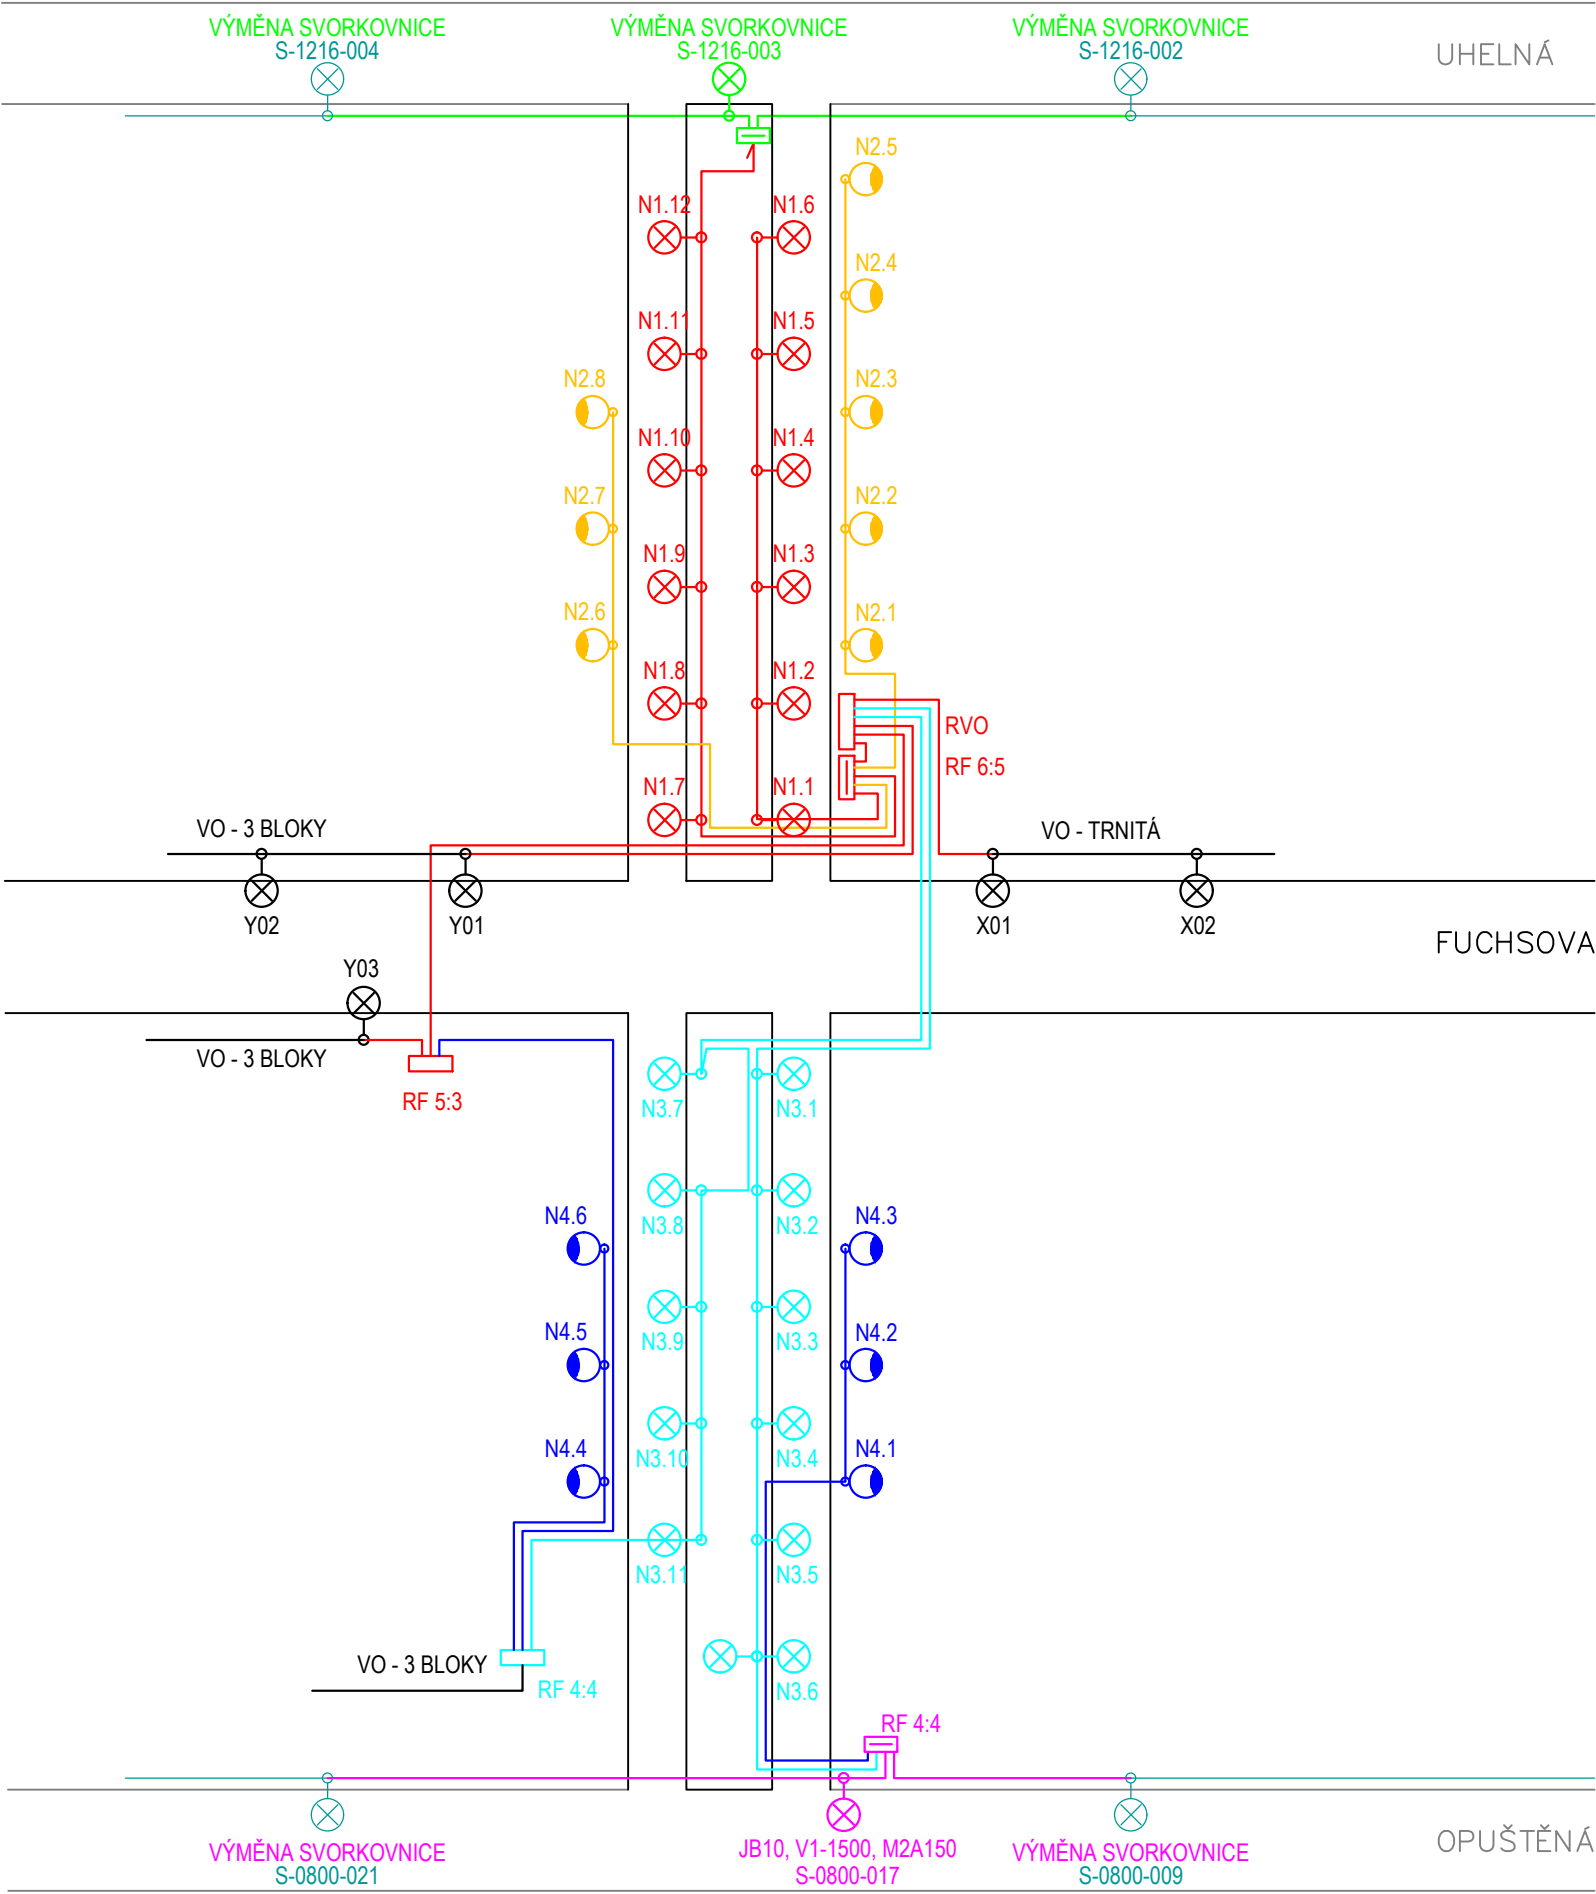 VÝMĚNA SVORKOVNICE
S-1216-004
VÝMĚNA SVORKOVNICE
S-1216-003
VÝMĚNA SVORKOVNICE
S-1216-002
UHELNÁ
N2.5
N1.12
N1.6
N2.4
N1.11
N1.5
N2.8
N2.3
N1.10
N1.4
N2.7
N2.2
N1.9
N1.3
N2.6
N2.1
N1.8
N1.2
RVO
RF 6:5
N1.7
N1.1
VO - 3 BLOKY
VO - TRNITÁ
Y02
Y01
X01
X02
FUCHSOVA
Y03
VO - 3 BLOKY
RF 5:3
N3.7
N3.1
N4.6
N3.8
N3.2
N4.3
N4.5
N3.9
N3.3
N4.2
N4.4
N3.10
N3.4
N4.1
N3.11
N3.5
VO - 3 BLOKY
RF 4:4
N3.6
RF 4:4
VÝMĚNA SVORKOVNICE
S-0800-021
JB10, V1-1500, M2A150
S-0800-017
VÝMĚNA SVORKOVNICE
S-0800-009
OPUŠTĚNÁ